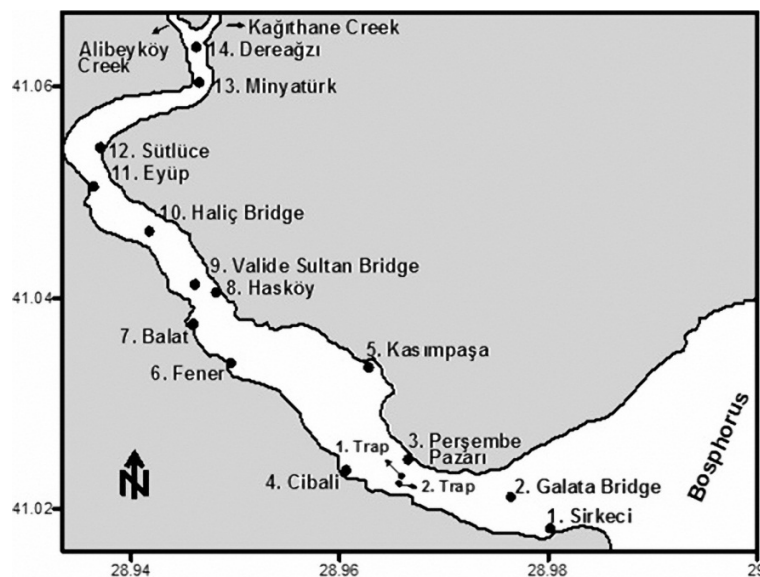 Kağıthane Creek
Alibeyköy
Creek
14. Dereağzı
41.06
13. Minyatürk
12. Sütlüce
11. Eyüp
10. Haliç Bridge
9. Valide Sultan Bridge
8. Hasköy
41.04
7. Balat
5. Kasımpaşa
6. Fener
Bosphorus
3. Perşembe
Pazarı
1. Trap
4. Cibali
2. Trap
2. Galata Bridge
N
41.02
1. Sirkeci
28.94
28.96
28.98
29